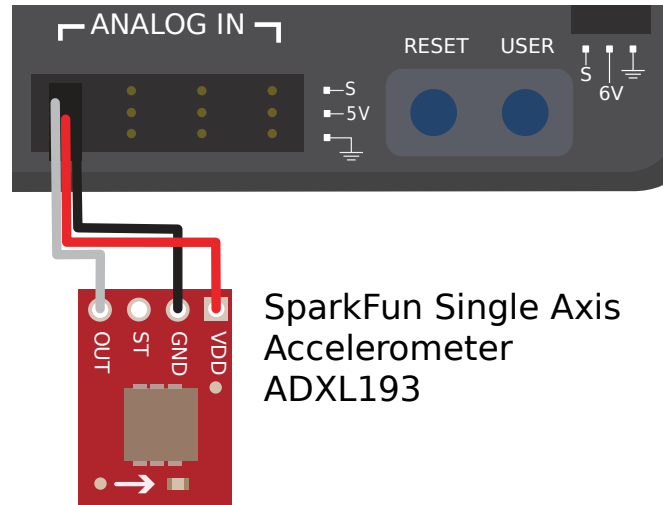 ANALOG IN
RESET
USER
S
5V
S
6V
OUT
ST
GND
VDD
SparkFun Single Axis
Accelerometer
ADXL193